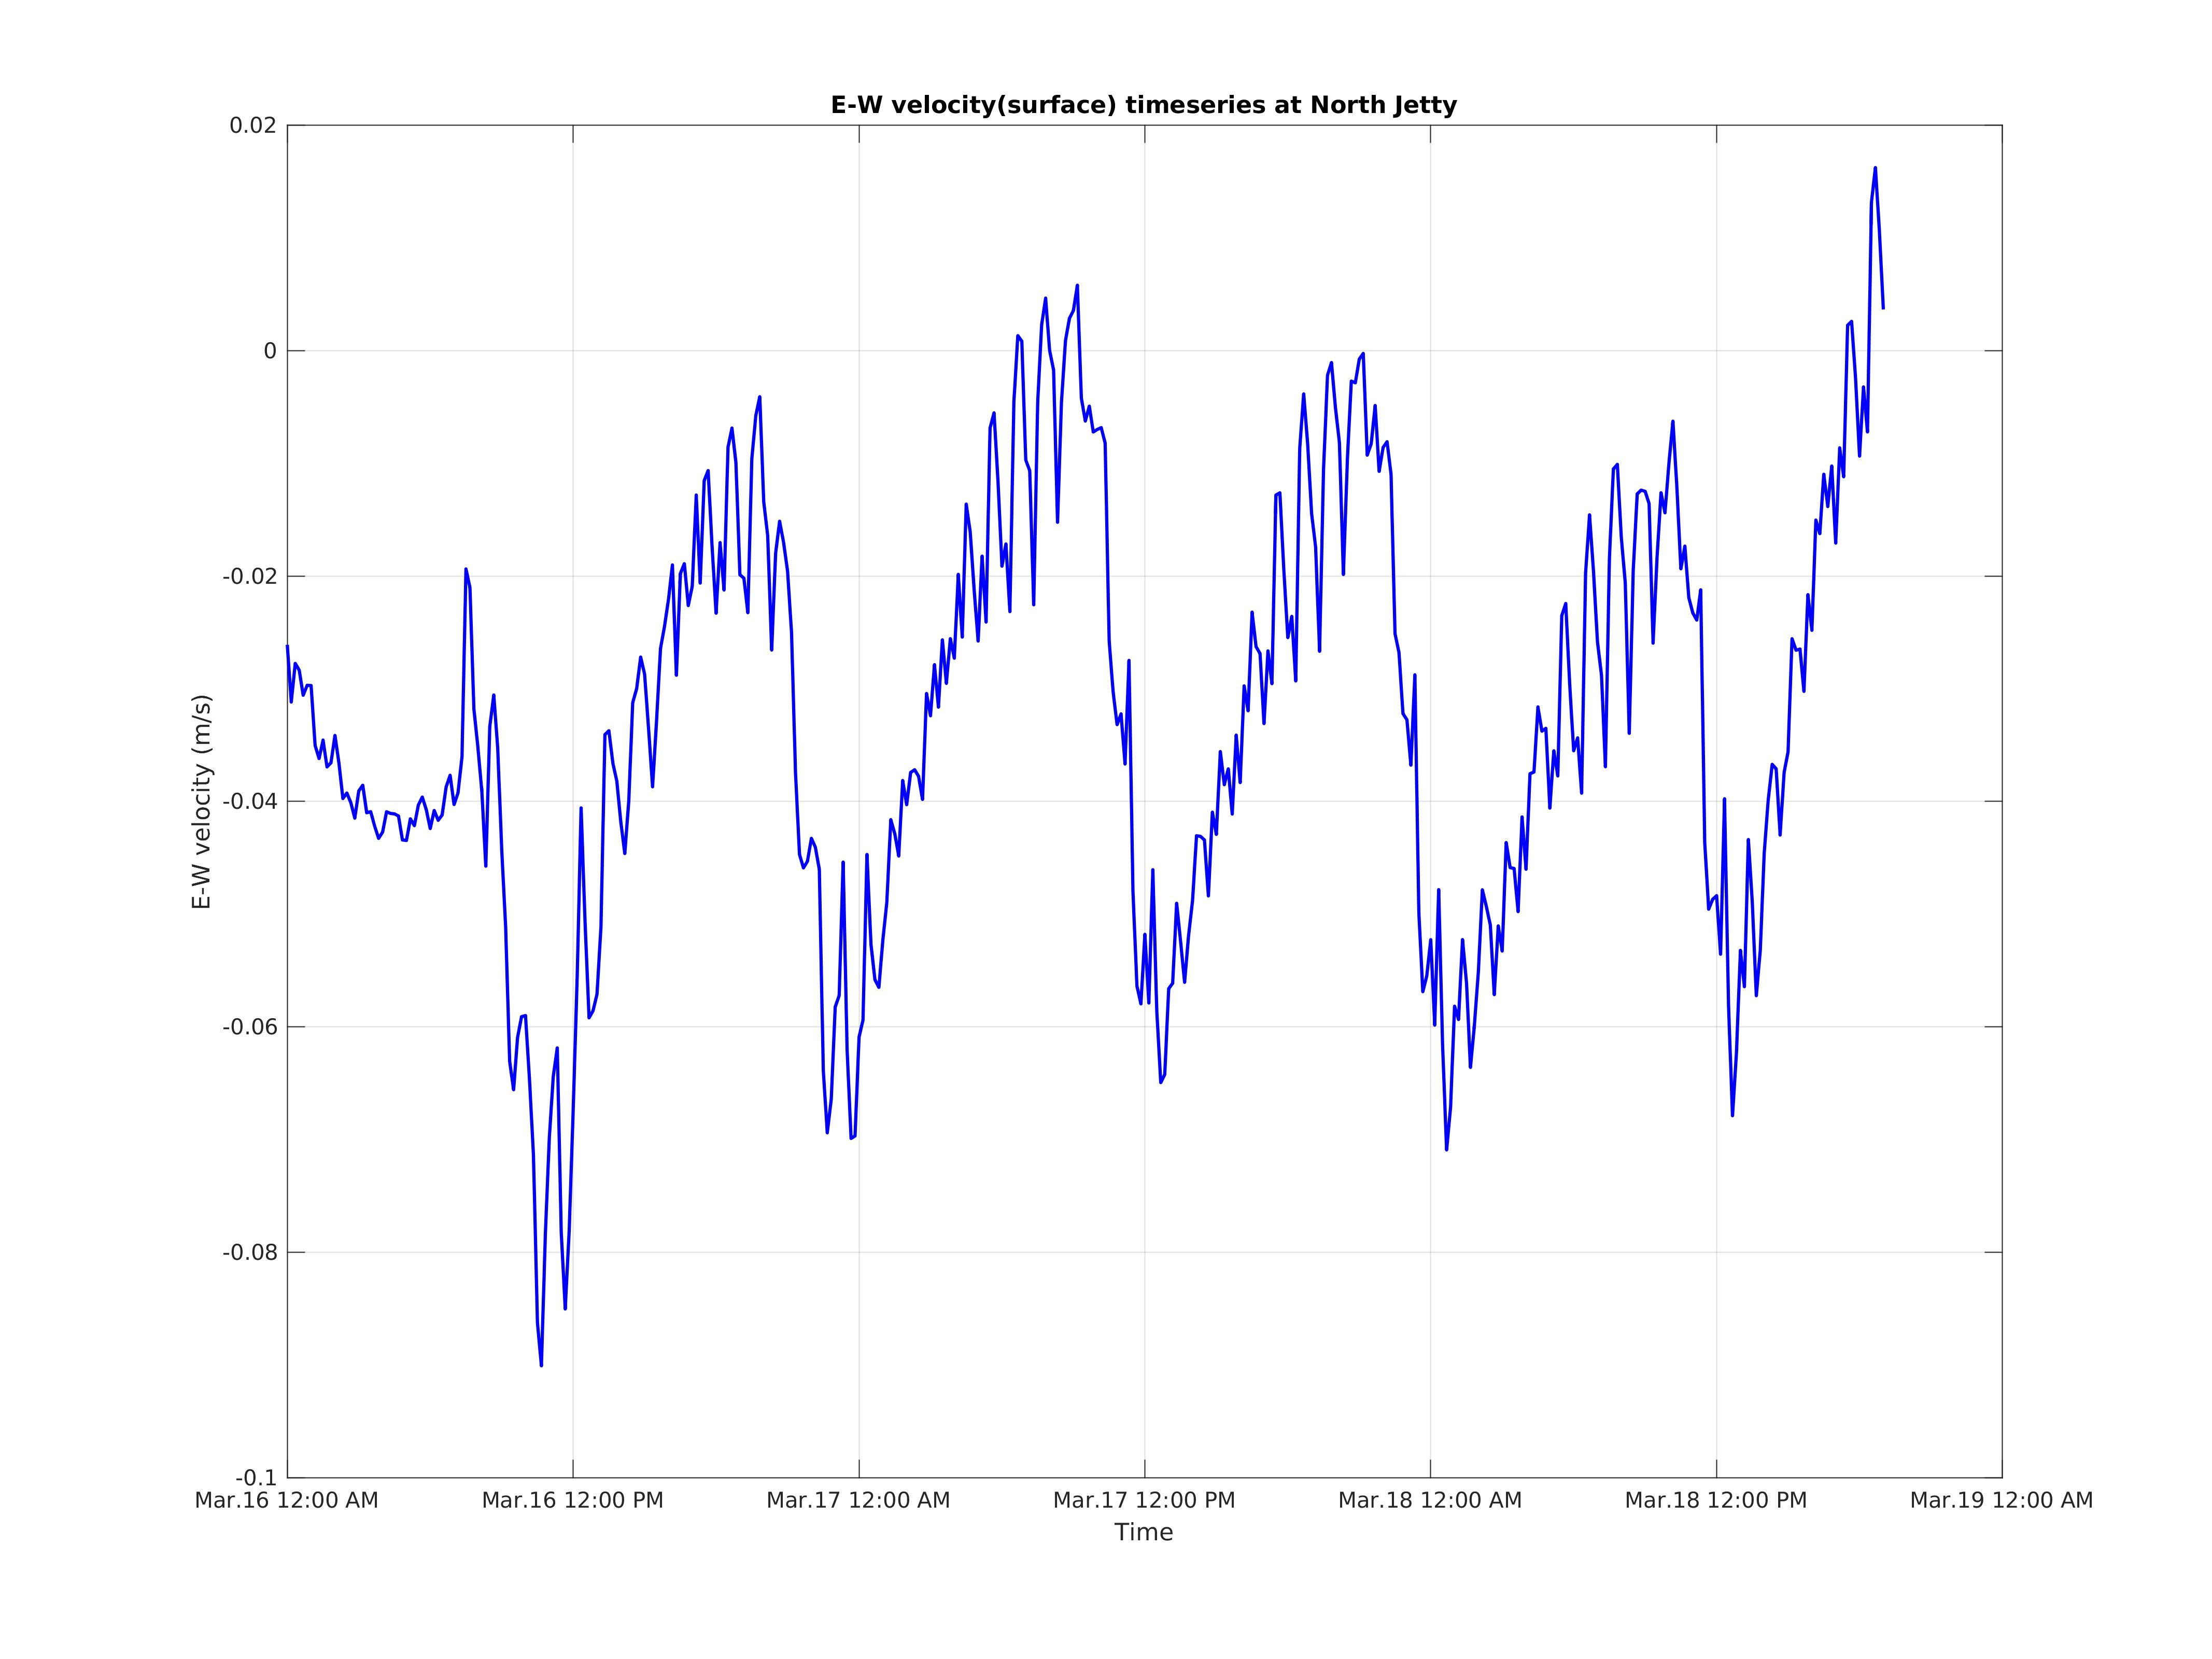 E-W velocity(surface) timeseries at North Jetty
0.02
0
-0.02
-0.04
-0.06
-0.08
-0.1
E-W velocity (m/s)
Mar.16 12:00 AM
Mar.16 12:00 PM
Mar.17 12:00 AM
Mar.17 12:00 PM
Mar.18 12:00 AM
Mar.18 12:00 PM
Mar.19 12:00 AM
Time